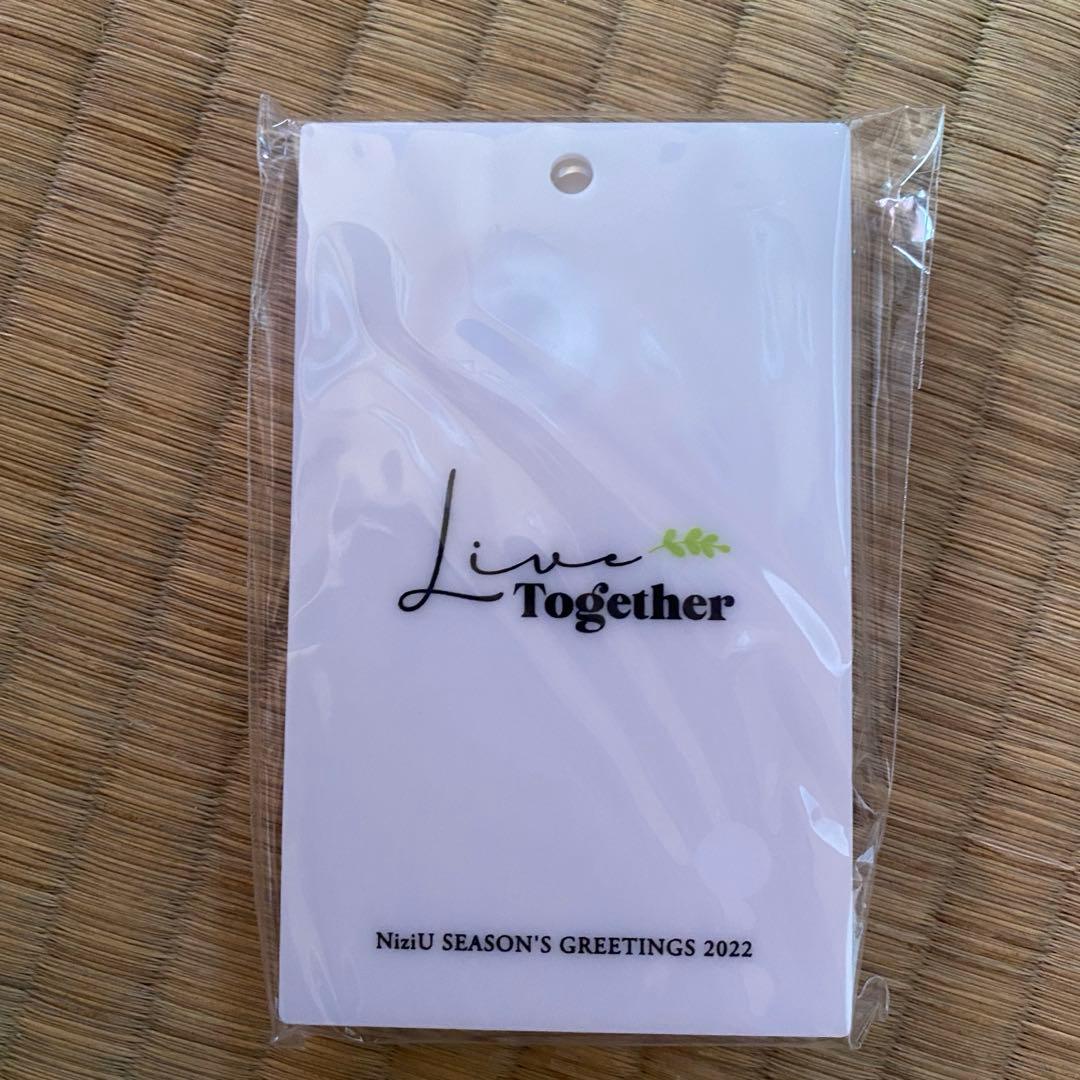 Live
Together
NiziU SEASON'S GREETINGS 2022